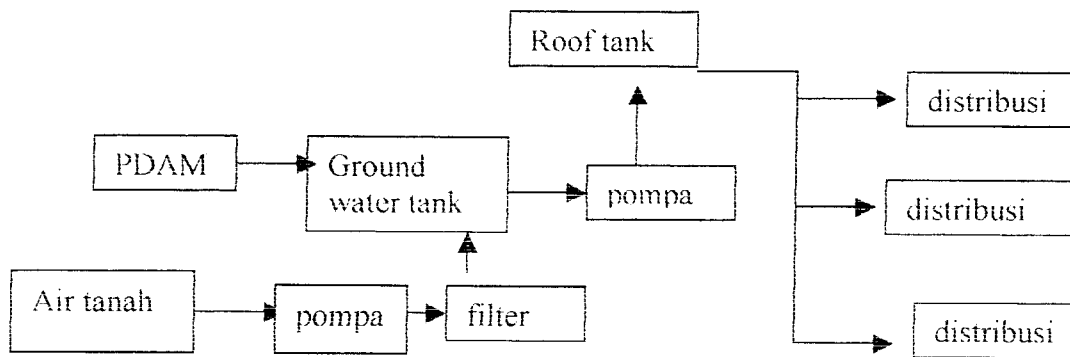 Roof tank
distribusi
PDAM
Ground
water tank
pompa
distribusi
Air tanah
pompa
filter
distribusi